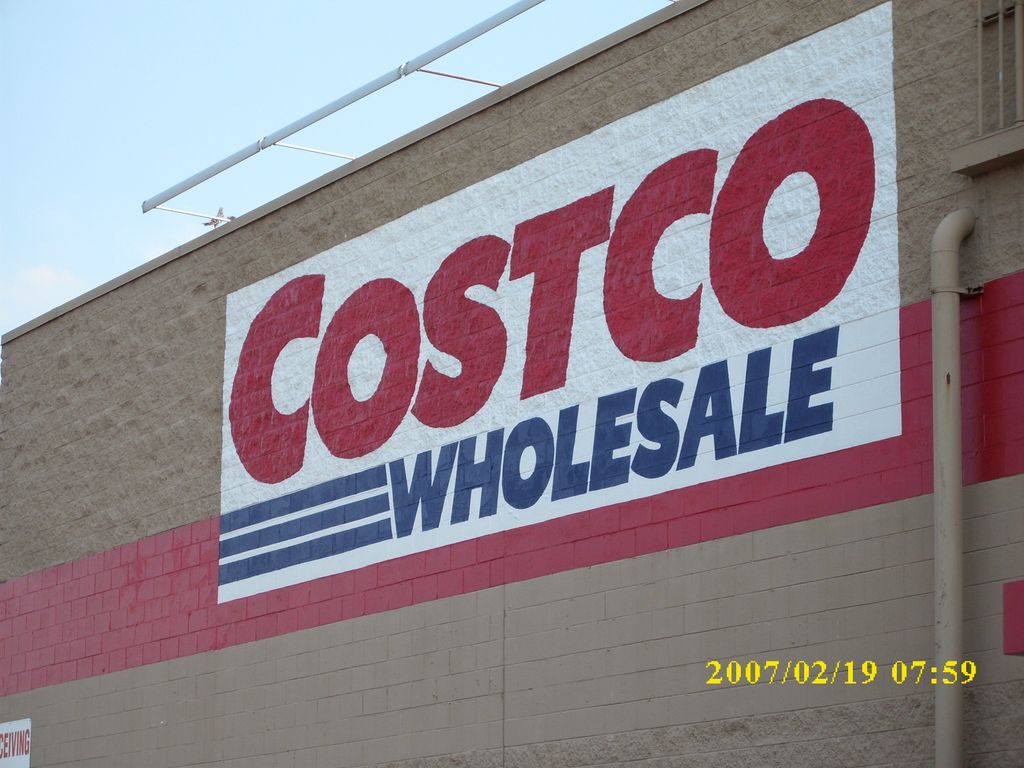 COSTCO
WHOLESALE
2007/02/19 07:59
CEIVING